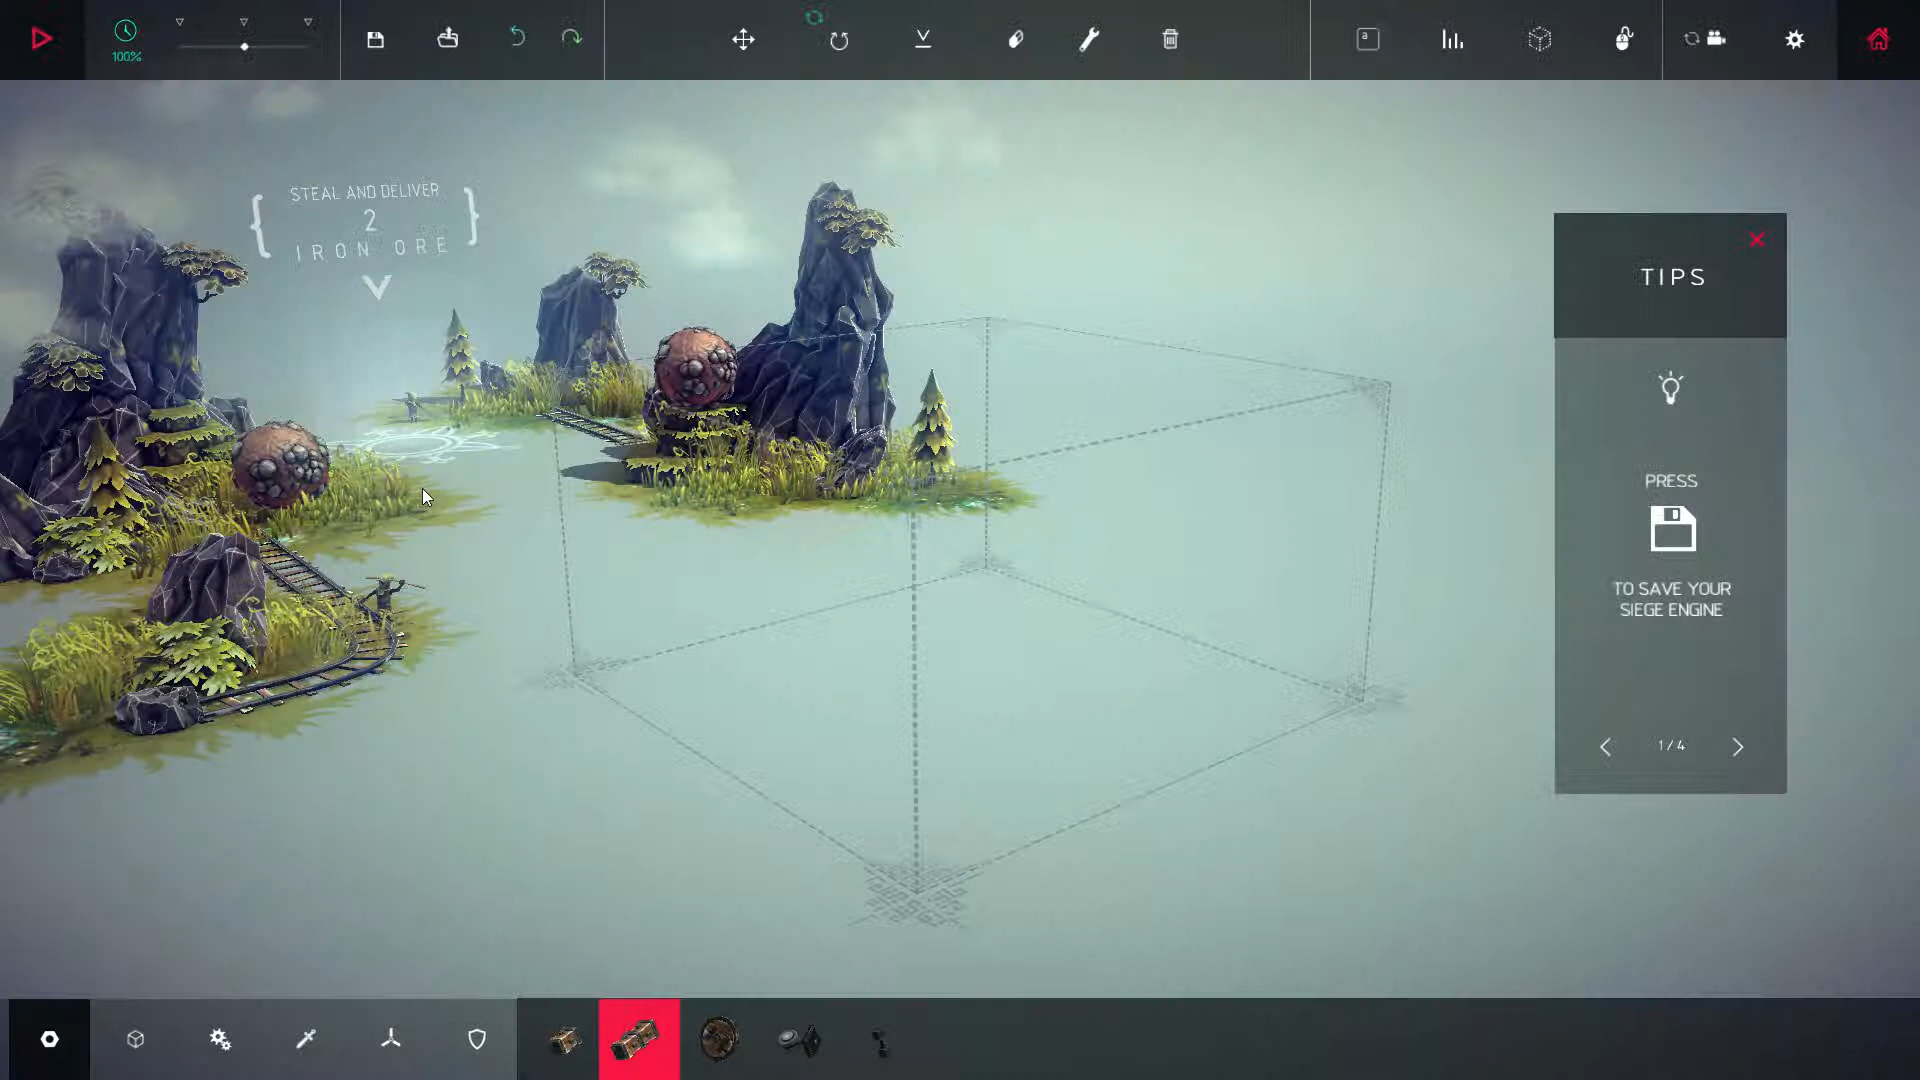 100%
a
STEAL AND DELIVER
2
IRON ORE
TIPS
PRESS
TO SAVE YOUR
SIEGE ENGINE
1/4